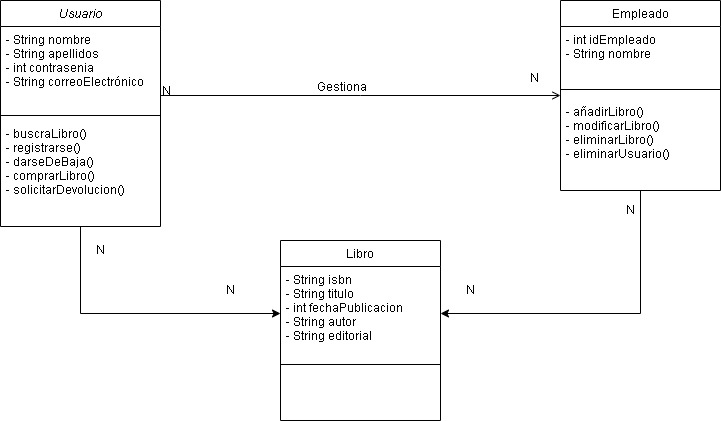 Usuario
- String nombre
- String apellidos
- int contrasenia
- String correoElectrónico
- buscraLibro()
- registrarse()
- darseDeBaja()
- comprarLibro()
- solicitarDevolucion()
N
Gestiona
N
Empleado
- int idEmpleado
- String nombre
- añadirLibro()
- modificarLibro()
- eliminarLibro()
- eliminarUsuario()
N
N
N
N
Libro
- String isbn
- String titulo
- int fechaPublicacion
- String autor
- String editorial